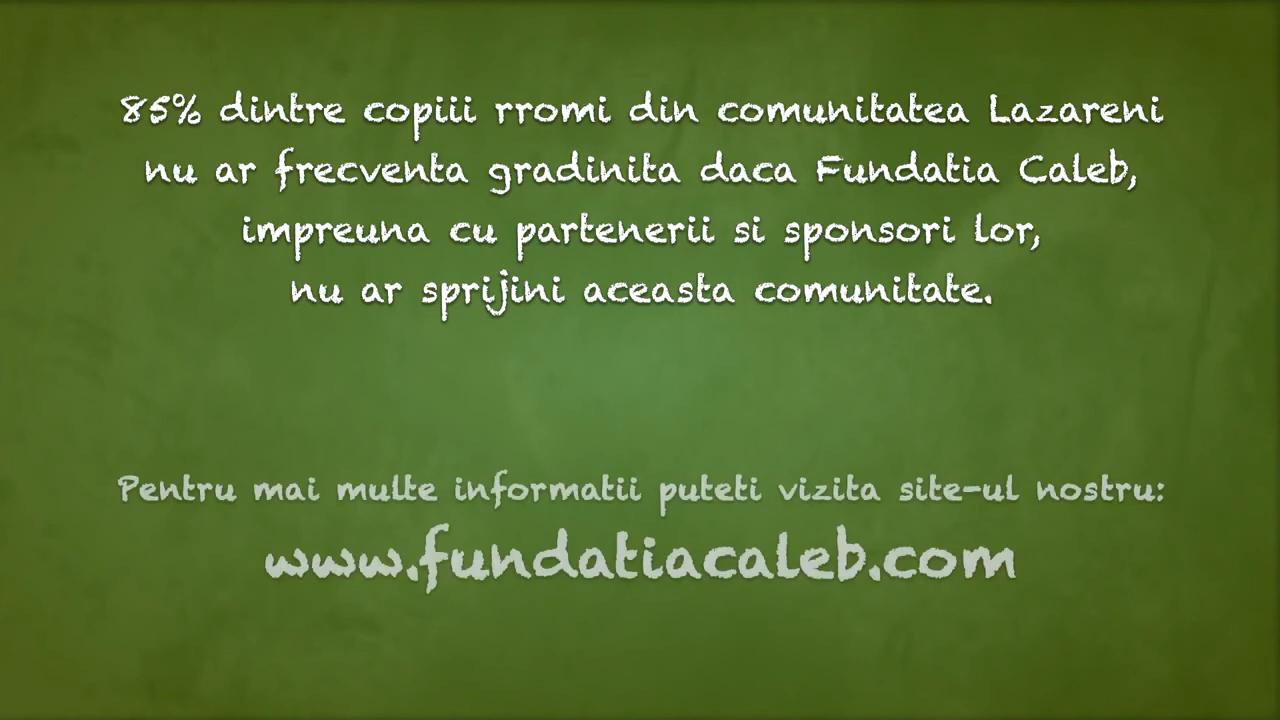 85% dintre copiii rromi din comunitatea Lazareni
nu ar frecventa gradinita daca Fundatia Caleb,
impreuna cu partenerii si sponsori lor,
nu ar sprijini aceasta comunitate.
Pentru mai multe informatii puteti vizita site-ul nostru:
www.fundatiacaleb.com